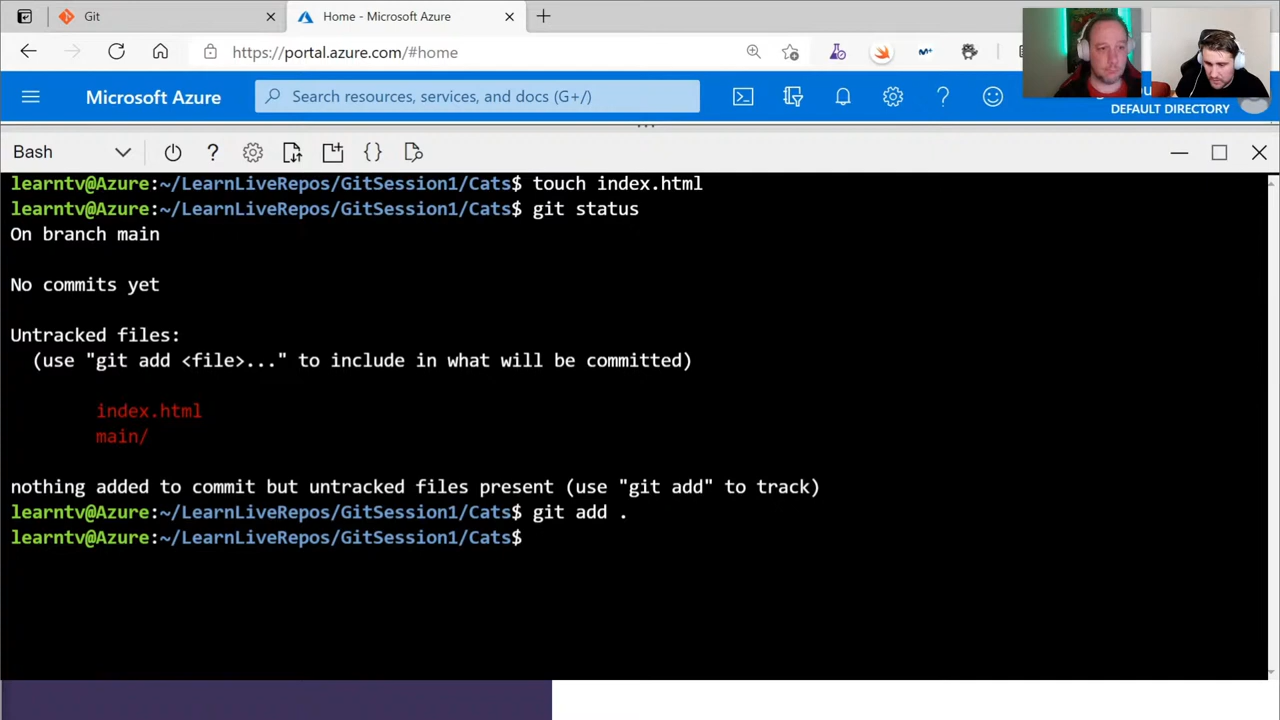 Git
Home - Microsoft Azure
https://portal.azure.com/#home
Microsoft Azure
Search resources, services, and docs (G+/)
DEFAULT DIRECTORY
Bash
learntv@Azure:~/LearnLiveRepos/GitSession1/Cats$ touch index.html
learntv@Azure:~/LearnLiveRepos/GitSession1/Cats$ git status
On branch main
No commits yet
Untracked files:
(use "git add <file>..." to include in what will be committed)
index.html
main/
nothing added to commit but untracked files present (use "git add" to track)
learntv@Azure:~/LearnLiveRepos/GitSession1/Cats$ git add .
learntv@Azure:~/LearnLiveRepos/GitSession1/Cats$